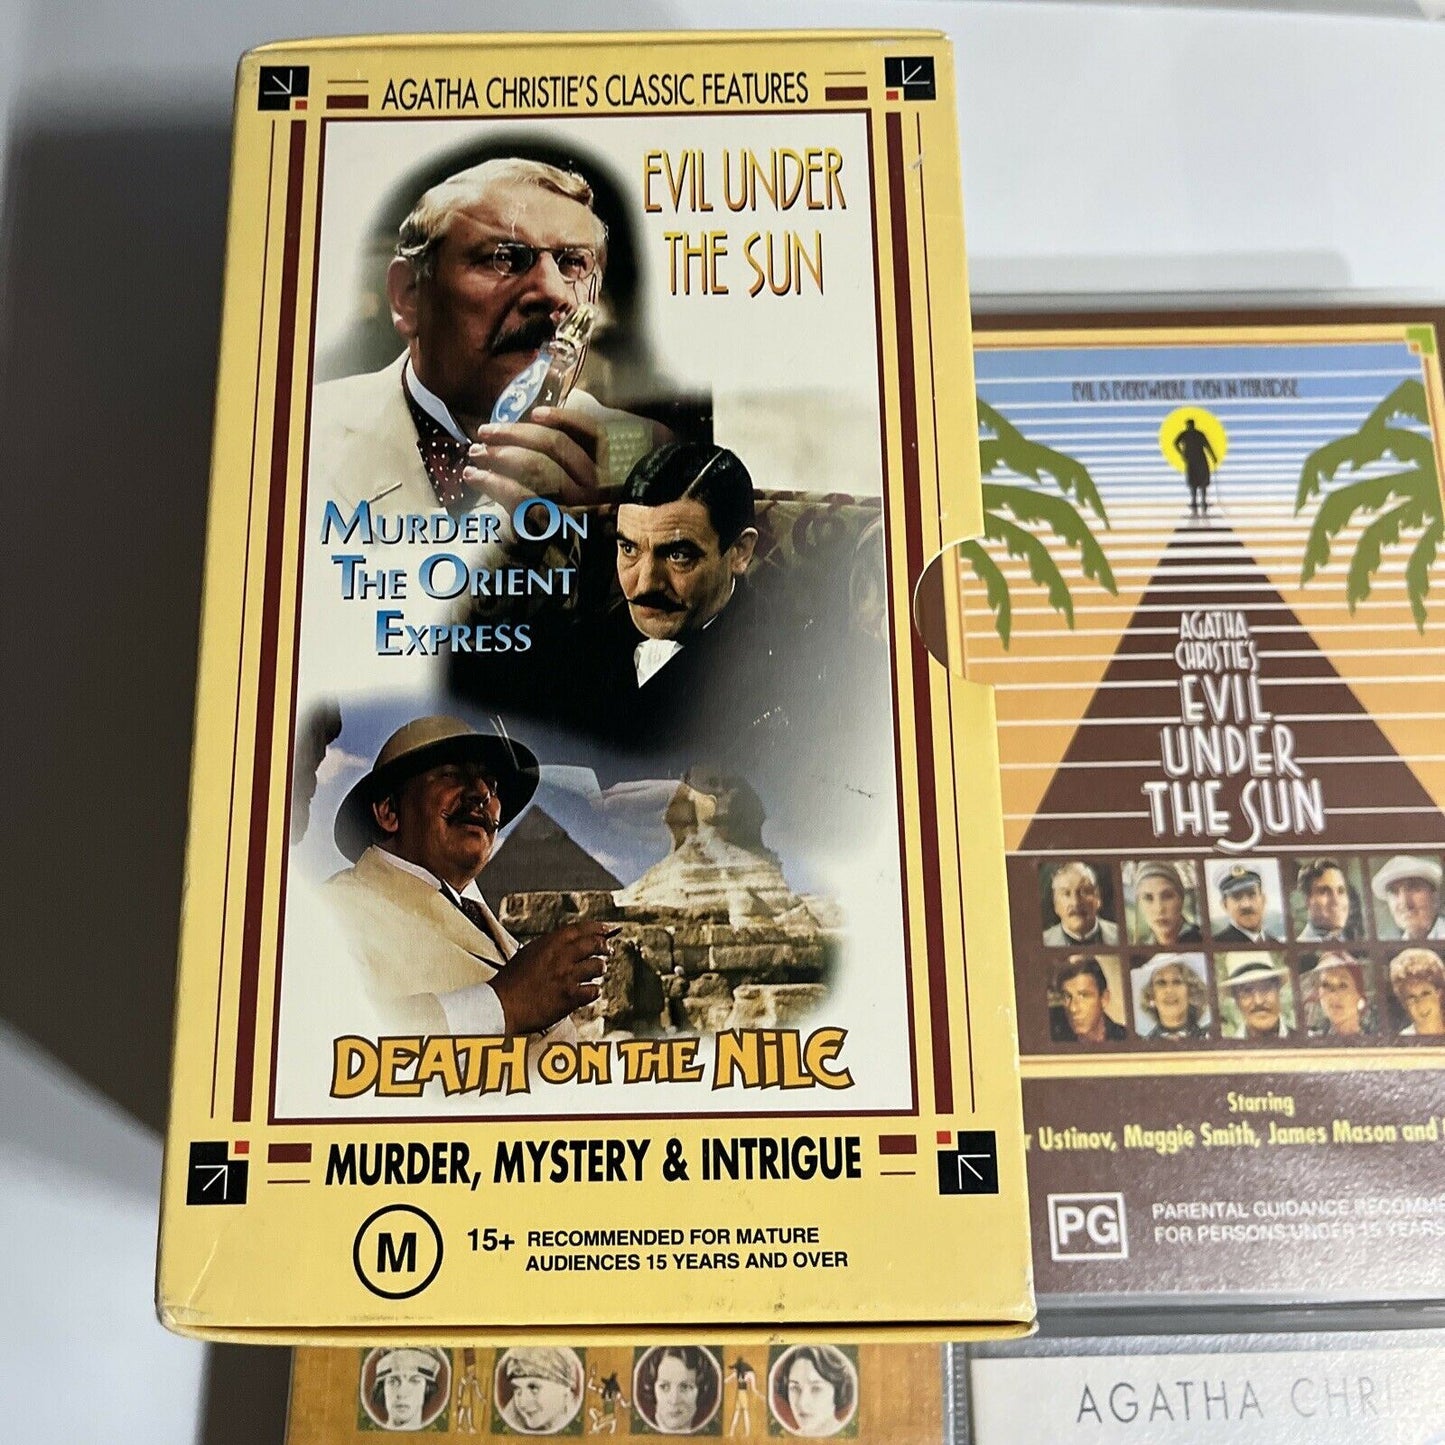 AGATHA CHRISTIE'S CLASSIC FEATURES
EVIL UNDER
THE SUN
MURDER ON
THE ORIENT
EXPRESS
DEATH ON THE NILE
MURDER, MYSTERY & INTRIGUE
M
15+ RECOMMENDED FOR MATURE
AUDIENCES 15 YEARS AND OVER
EVIL IS EVERYWHERE. EVEN IN PARADISE.
AGATHA
CHRISTIE'S
EVIL
UNDER
THE SUN
Starring
Ustinov, Maggie Smith, James Mason and
PG
PARENTAL GUIDANCE RECOMME
FOR PERSONS UNDER 15 YEARS
AGATHA CHRIS